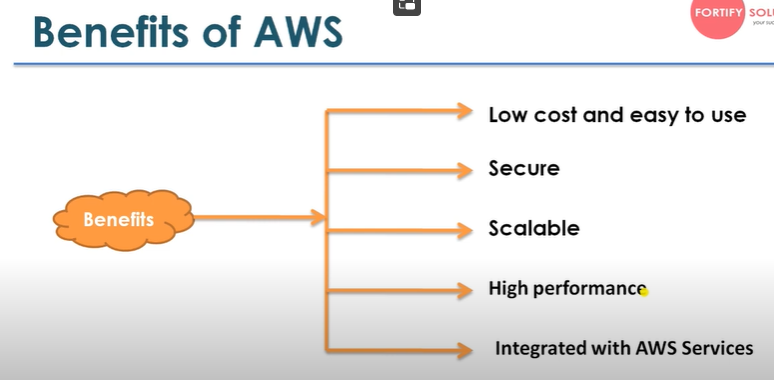 Benefits of AWS
FORTIFY
Low cost and easy to use
Secure
Benefits
Scalable
High performance
Integrated with AWS Services